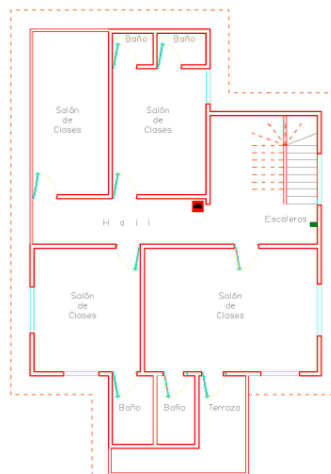 Baño
Baño
Salón
de
Clases
Salón
de
Clases
Hall
Escaleras
Salón
de
Clases
Salón
de Clases
Baño
Baño
Terraza